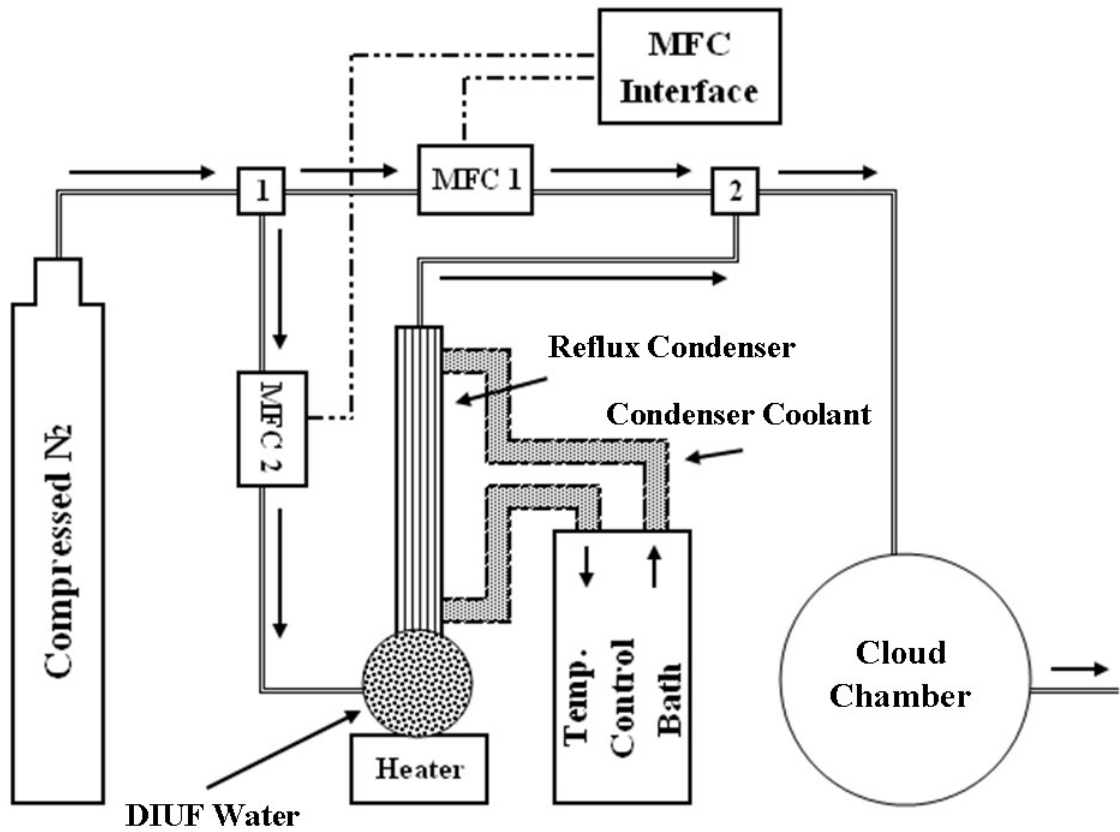 MFC
Interface
1
MFC 1
2
Reflux Condenser
Condenser Coolant
MFC 2
Compressed N₂
Temp.
Control
Bath
Cloud
Chamber
Heater
DIUF Water